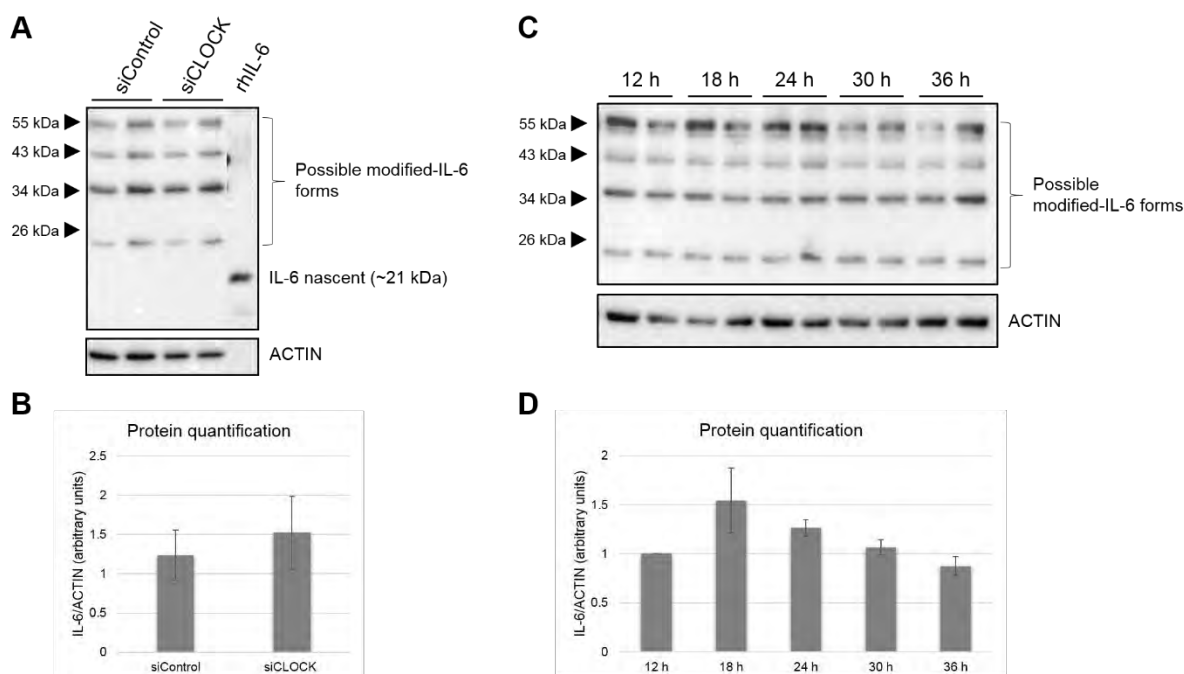 A
siControl
siCLOCK
rhIL-6
55 kDa
43 kDa
34 kDa
26 kDa
Possible modified-IL-6
forms
IL-6 nascent (~21 kDa)
ACTIN
B
Protein quantification
IL-6/ACTIN (arbitrary units)
2.5
2
1.5
1
0.5
0
siControl
siCLOCK
C
12 h
18 h
24 h
30 h
36 h
55 kDa
43 kDa
34 kDa
26 kDa
Possible
modified-IL-6 forms
ACTIN
D
Protein quantification
IL-6/ACTIN (arbitrary units)
2
1.5
1
0.5
0
12 h
18 h
24 h
30 h
36 h